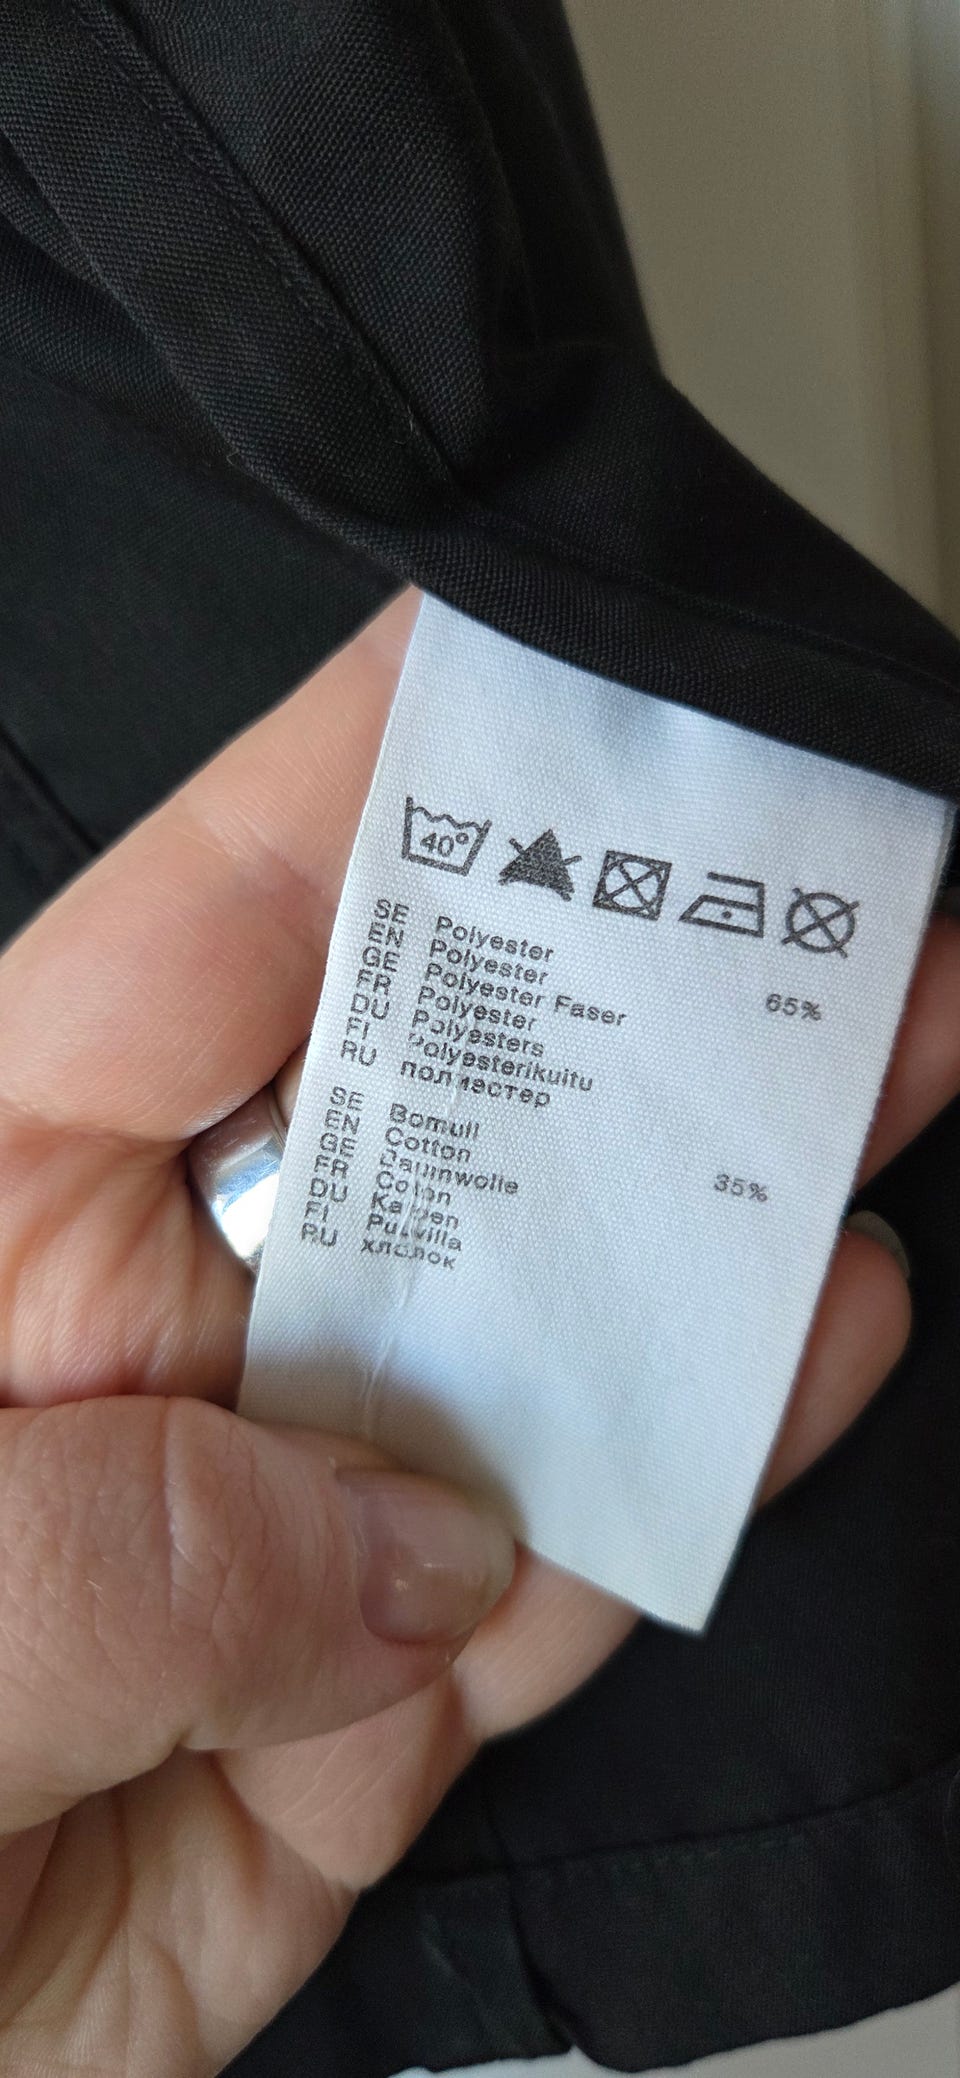 40°
SE Polyester
EN Polyester
GE Polyester Faser 65%
FR Polyester
DU Polyesters
FI Polyesterikuitu
RU полиэстер
SE Bomull
EN Cotton
GE Baumwolle 35%
FR Coton
DU Katoen
FI Puuvilla
RU хлопок